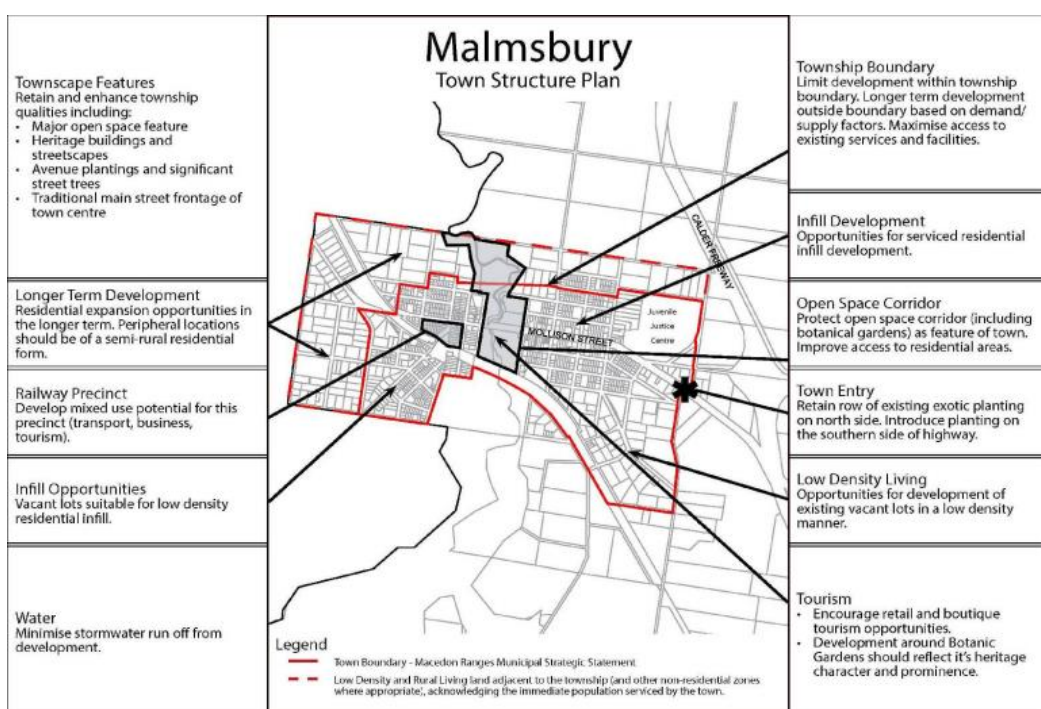 Malmsbury
Town Structure Plan
Townscape Features
Retain and enhance township
qualities including:
• Major open space feature
• Heritage buildings and
streetscapes
• Avenue plantings and significant
street trees
• Traditional main street frontage of
town centre
Longer Term Development
Residential expansion opportunities in
the longer term. Peripheral locations
should be of a semi-rural residential
form.
Railway Precinct
Develop mixed use potential for this
precinct (transport, business,
tourism).
Infill Opportunities
Vacant lots suitable for low density
residential infill.
Water
Minimise stormwater run off from
development.
CALDER FREEWAY
Juvenile
Justice
Centre
MOLLISON STREET
Legend
Town Boundary - Macedon Ranges Municipal Strategic Statement
Low Density and Rural Living land adjacent to the township (and other non-residential zones
where appropriate), acknowledging the immediate population serviced by the town.
Township Boundary
Limit development within township
boundary. Longer term development
outside boundary based on demand/
supply factors. Maximise access to
existing services and facilities.
Infill Development
Opportunities for serviced residential
infill development.
Open Space Corridor
Protect open space corridor (including
botanical gardens) as feature of town.
Improve access to residential areas.
Town Entry
Retain row of existing exotic planting
on north side. Introduce planting on
the southern side of highway.
Low Density Living
Opportunities for development of
existing vacant lots in a low density
manner.
Tourism
• Encourage retail and boutique
tourism opportunities.
• Development around Botanic
Gardens should reflect it's heritage
character and prominence.